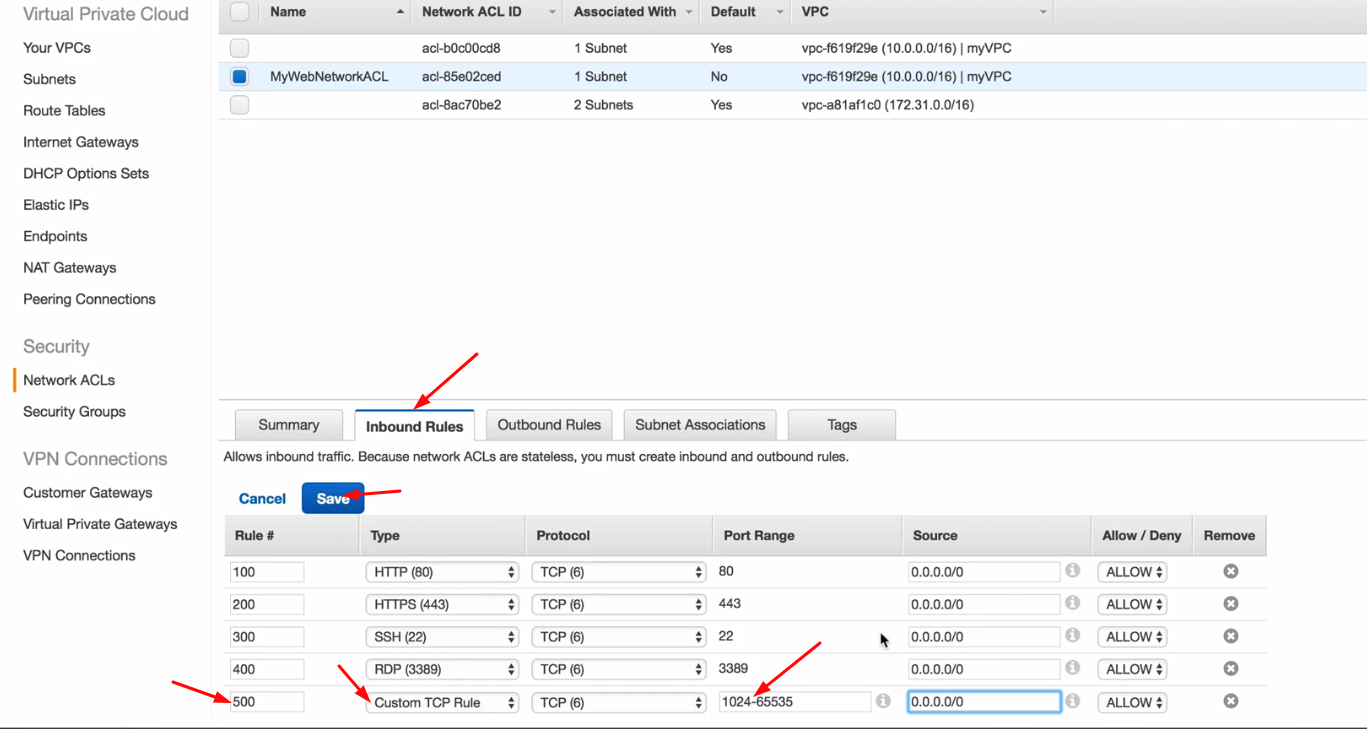 Virtual Private Cloud
Your VPCs
Subnets
Route Tables
Internet Gateways
DHCP Options Sets
Elastic IPs
Endpoints
NAT Gateways
Peering Connections
Security
Network ACLs
Security Groups
VPN Connections
Customer Gateways
Virtual Private Gateways
VPN Connections
Name Network ACL ID Associated With Default VPC
acl-b0c00cd8 1 Subnet Yes vpc-f619f29e (10.0.0.0/16) | myVPC
MyWebNetworkACL acl-85e02ced 1 Subnet No vpc-f619f29e (10.0.0.0/16) | myVPC
acl-8ac70be2 2 Subnets Yes vpc-a81af1c0 (172.31.0.0/16)
Summary Inbound Rules Outbound Rules Subnet Associations Tags
Allows inbound traffic. Because network ACLs are stateless, you must create inbound and outbound rules.
Cancel Save
Rule # Type Protocol Port Range Source Allow / Deny Remove
100 HTTP (80) TCP (6) 80 0.0.0.0/0 ALLOW
200 HTTPS (443) TCP (6) 443 0.0.0.0/0 ALLOW
300 SSH (22) TCP (6) 22 0.0.0.0/0 ALLOW
400 RDP (3389) TCP (6) 3389 0.0.0.0/0 ALLOW
500 Custom TCP Rule TCP (6) 1024-65535 0.0.0.0/0 ALLOW